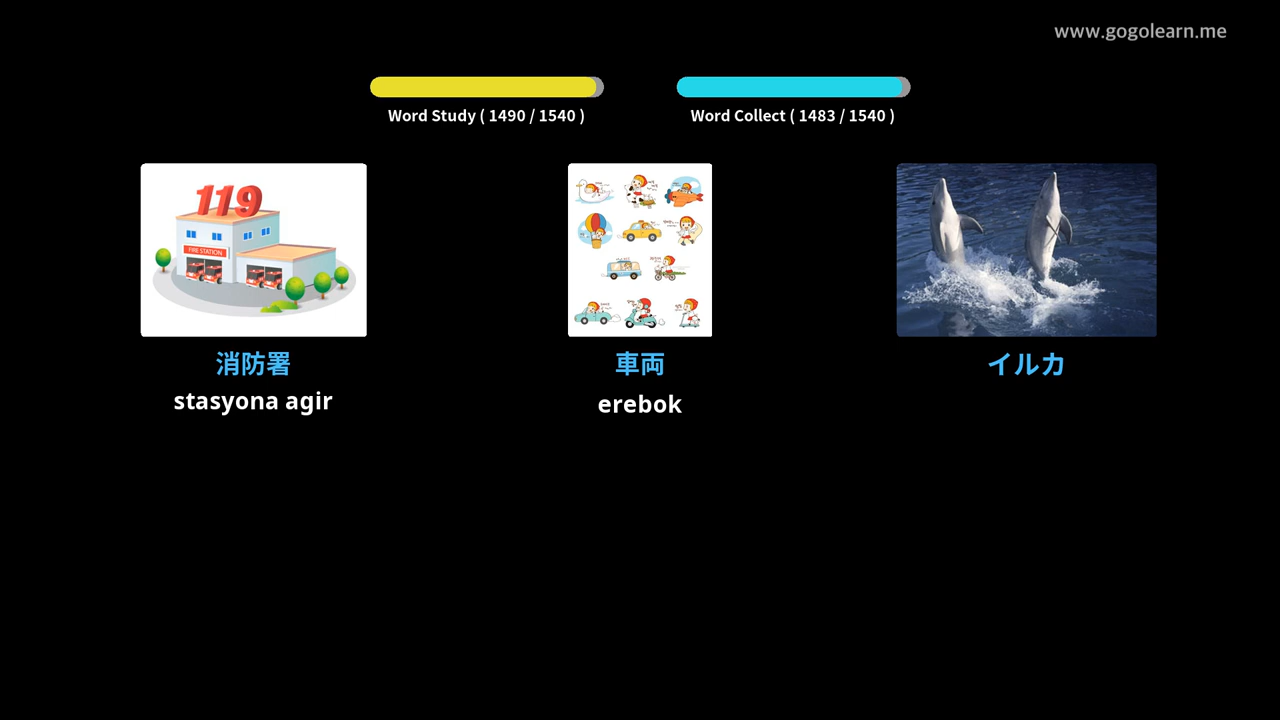 www.gogolearn.me
Word Study ( 1490 / 1540 )
Word Collect ( 1483 / 1540 )
119
FIRE STATION
消防署
車両
イルカ
stasyona agir
erebok